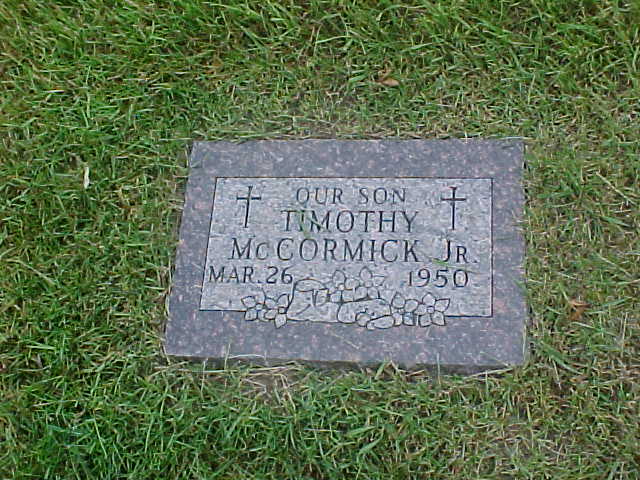 OUR SON
TIMOTHY
McCORMICK JR.
MAR. 26 1950